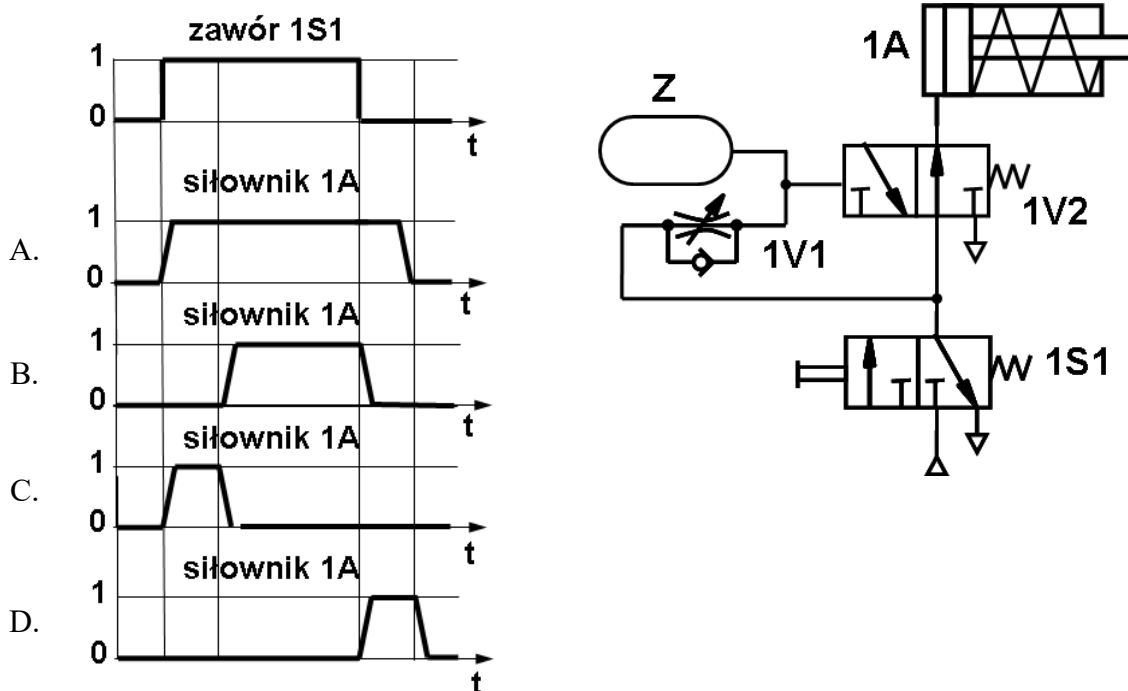 zawór 1S1
1
0
t
siłownik 1A
A.
1
0
t
siłownik 1A
B.
1
0
t
siłownik 1A
C.
1
0
t
siłownik 1A
D.
1
0
t
1A
Z
1V2
1V1
1S1